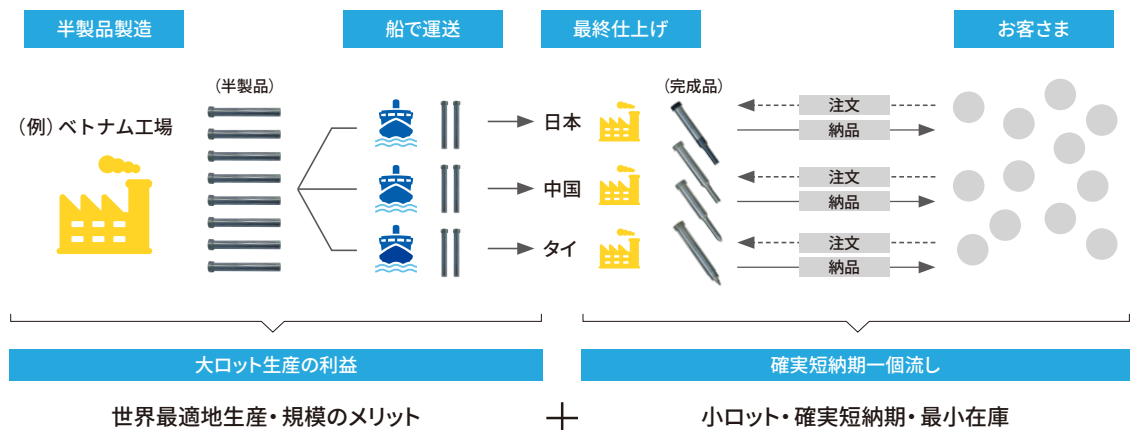 半製品製造
船で運送
最終仕上げ
お客さま
（半製品）
（完成品）
（例）ベトナム工場
日本
注文
納品
中国
注文
納品
タイ
注文
納品
大ロット生産の利益
確実短納期一個流し
世界最適地生産・規模のメリット
＋
小ロット・確実短納期・最小在庫